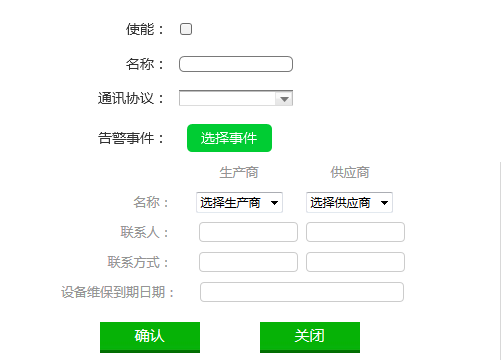 使能：
名称：
通讯协议：
告警事件： 选择事件
生产商 供应商
名称： 选择生产商 选择供应商
联系人：
联系方式：
设备维保到期日期：
确认 关闭